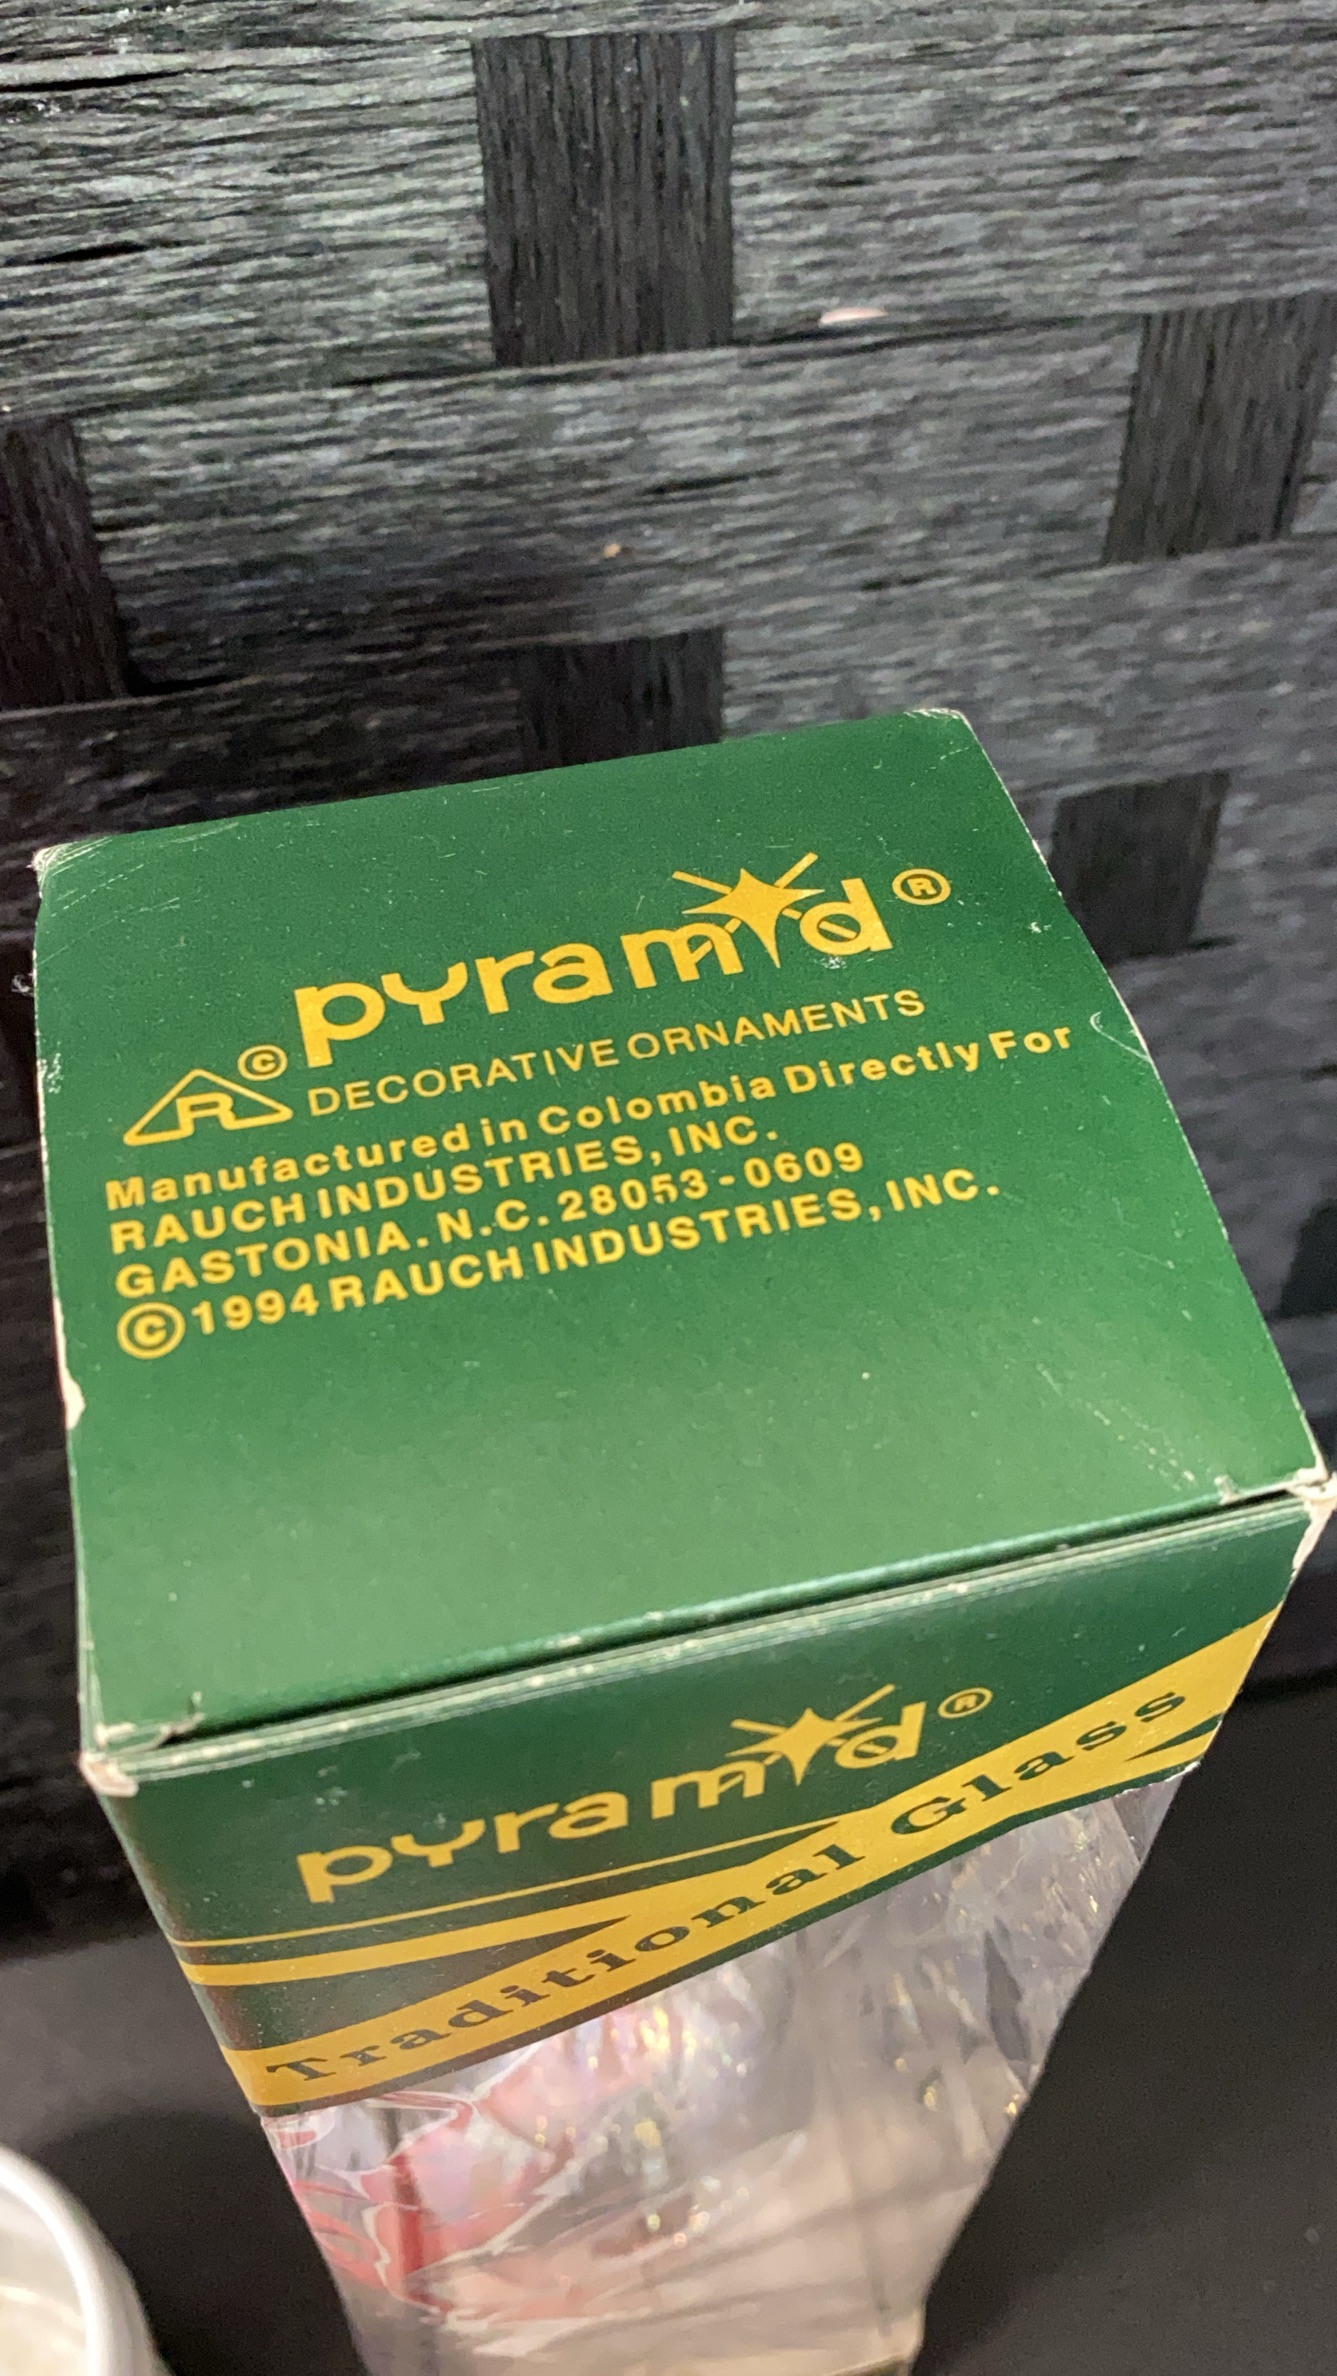 pyramid®
© DECORATIVE ORNAMENTS
R
Manufactured in Colombia Directly For
RAUCH INDUSTRIES, INC.
GASTONIA. N.C. 28053-0609
© 1994 RAUCH INDUSTRIES, INC.
pyramid®
Traditional Glass